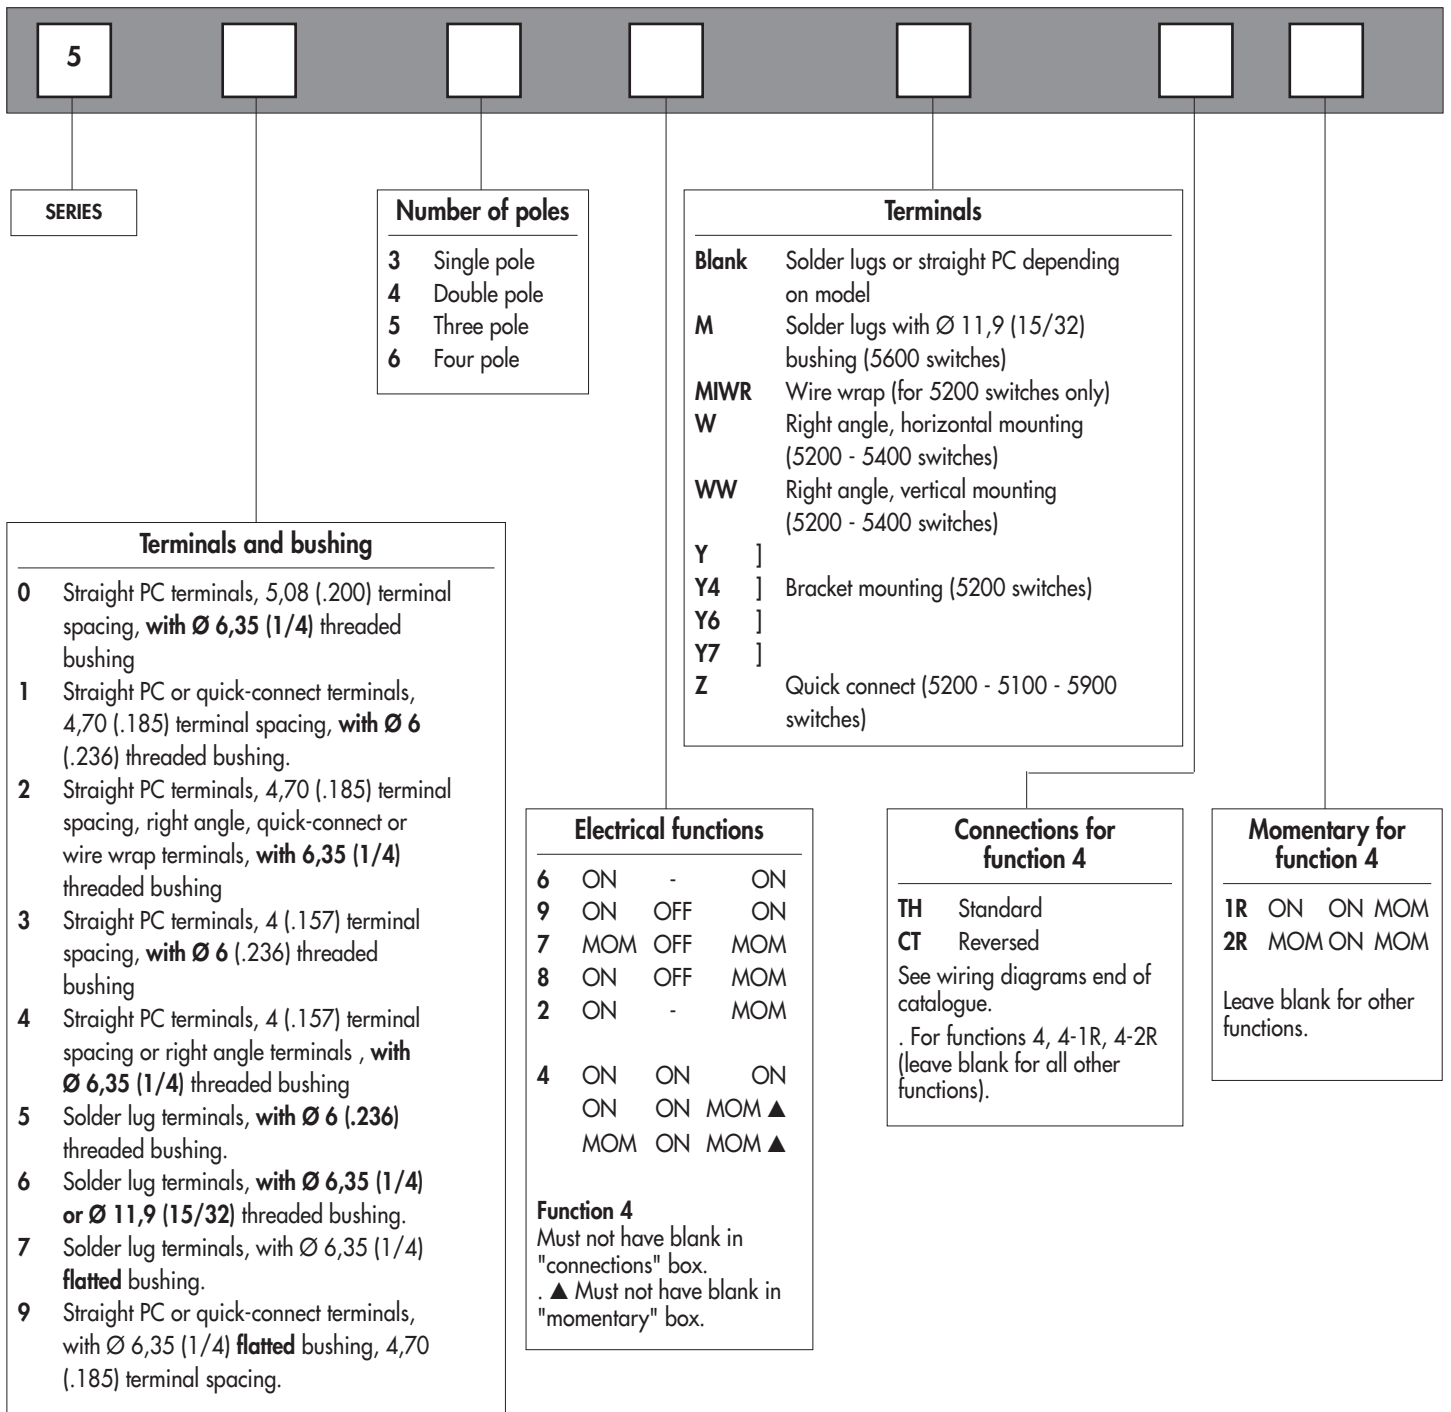 5
SERIES
Number of poles
3 Single pole
4 Double pole
5 Three pole
6 Four pole
Terminals
Blank Solder lugs or straight PC depending
on model
M Solder lugs with Ø 11,9 (15/32)
bushing (5600 switches)
MIWR Wire wrap (for 5200 switches only)
W Right angle, horizontal mounting
(5200 - 5400 switches)
WW Right angle, vertical mounting
(5200 - 5400 switches)
Y ]
Y4 ] Bracket mounting (5200 switches)
Y6 ]
Y7 ]
Z Quick connect (5200 - 5100 - 5900
switches)
Terminals and bushing
0 Straight PC terminals, 5,08 (.200) terminal
spacing, with Ø 6,35 (1/4) threaded
bushing
1 Straight PC or quick-connect terminals,
4,70 (.185) terminal spacing, with Ø 6
(.236) threaded bushing.
2 Straight PC terminals, 4,70 (.185) terminal
spacing, right angle, quick-connect or
wire wrap terminals, with 6,35 (1/4)
threaded bushing
3 Straight PC terminals, 4 (.157) terminal
spacing, with Ø 6 (.236) threaded
bushing
4 Straight PC terminals, 4 (.157) terminal
spacing or right angle terminals , with
Ø 6,35 (1/4) threaded bushing
5 Solder lug terminals, with Ø 6 (.236)
threaded bushing.
6 Solder lug terminals, with Ø 6,35 (1/4)
or Ø 11,9 (15/32) threaded bushing.
7 Solder lug terminals, with Ø 6,35 (1/4)
flatted bushing.
9 Straight PC or quick-connect terminals,
with Ø 6,35 (1/4) flatted bushing, 4,70
(.185) terminal spacing.
Electrical functions
6 ON - ON
9 ON OFF ON
7 MOM OFF MOM
8 ON OFF MOM
2 ON - MOM
4 ON ON ON
ON ON MOM ▲
MOM ON MOM ▲
Function 4
Must not have blank in
"connections" box.
. ▲ Must not have blank in
"momentary" box.
Connections for
function 4
TH Standard
CT Reversed
See wiring diagrams end of
catalogue.
. For functions 4, 4-1R, 4-2R
(leave blank for all other
functions).
Momentary for
function 4
1R ON ON MOM
2R MOM ON MOM
Leave blank for other
functions.